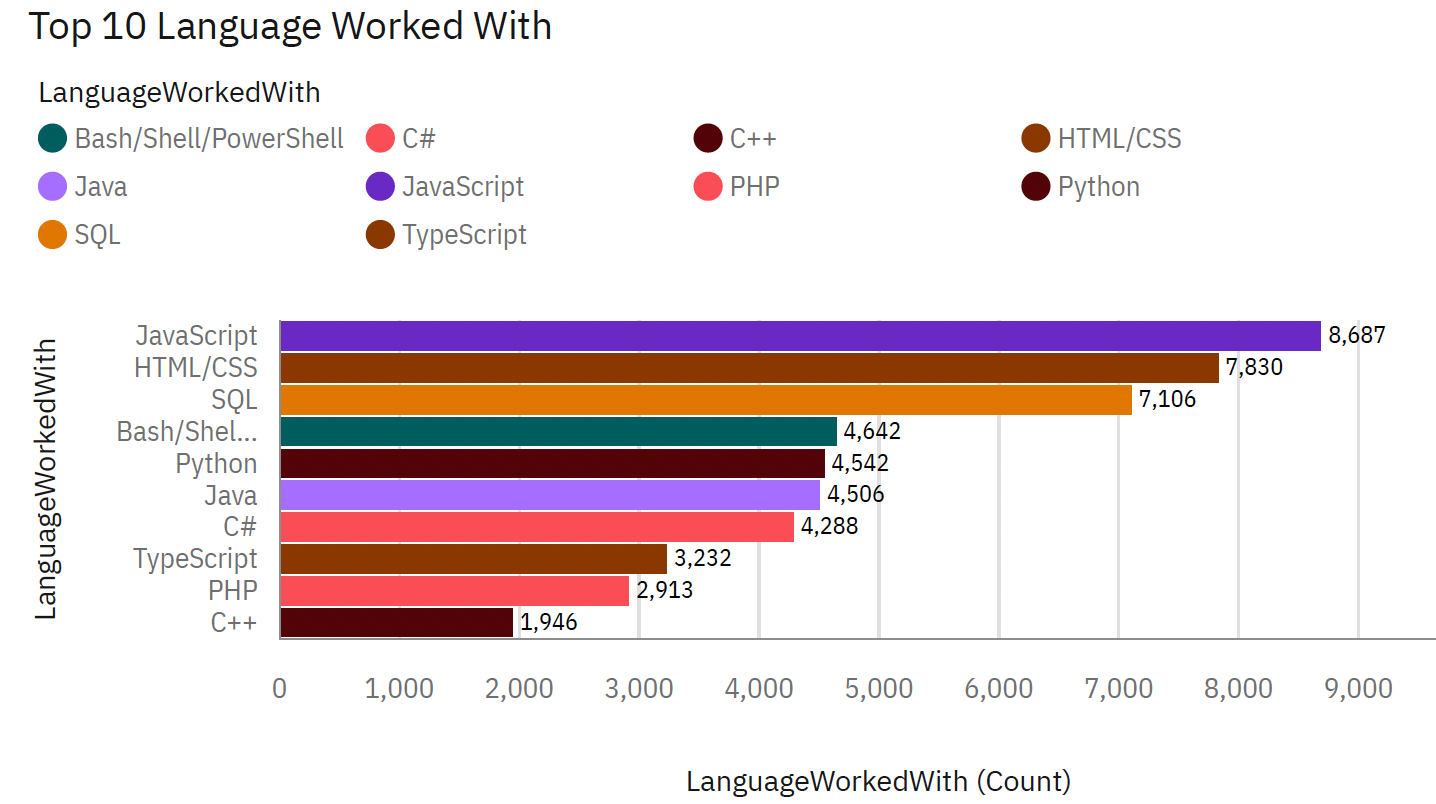 Top 10 Language Worked With
LanguageWorkedWith
Bash/Shell/PowerShell C# C++ HTML/CSS
Java JavaScript PHP Python
SQL TypeScript
LanguageWorkedWith
JavaScript 8,687
HTML/CSS 7,830
SQL 7,106
Bash/Shel... 4,642
Python 4,542
Java 4,506
C# 4,288
TypeScript 3,232
PHP 2,913
C++ 1,946
0 1,000 2,000 3,000 4,000 5,000 6,000 7,000 8,000 9,000
LanguageWorkedWith (Count)